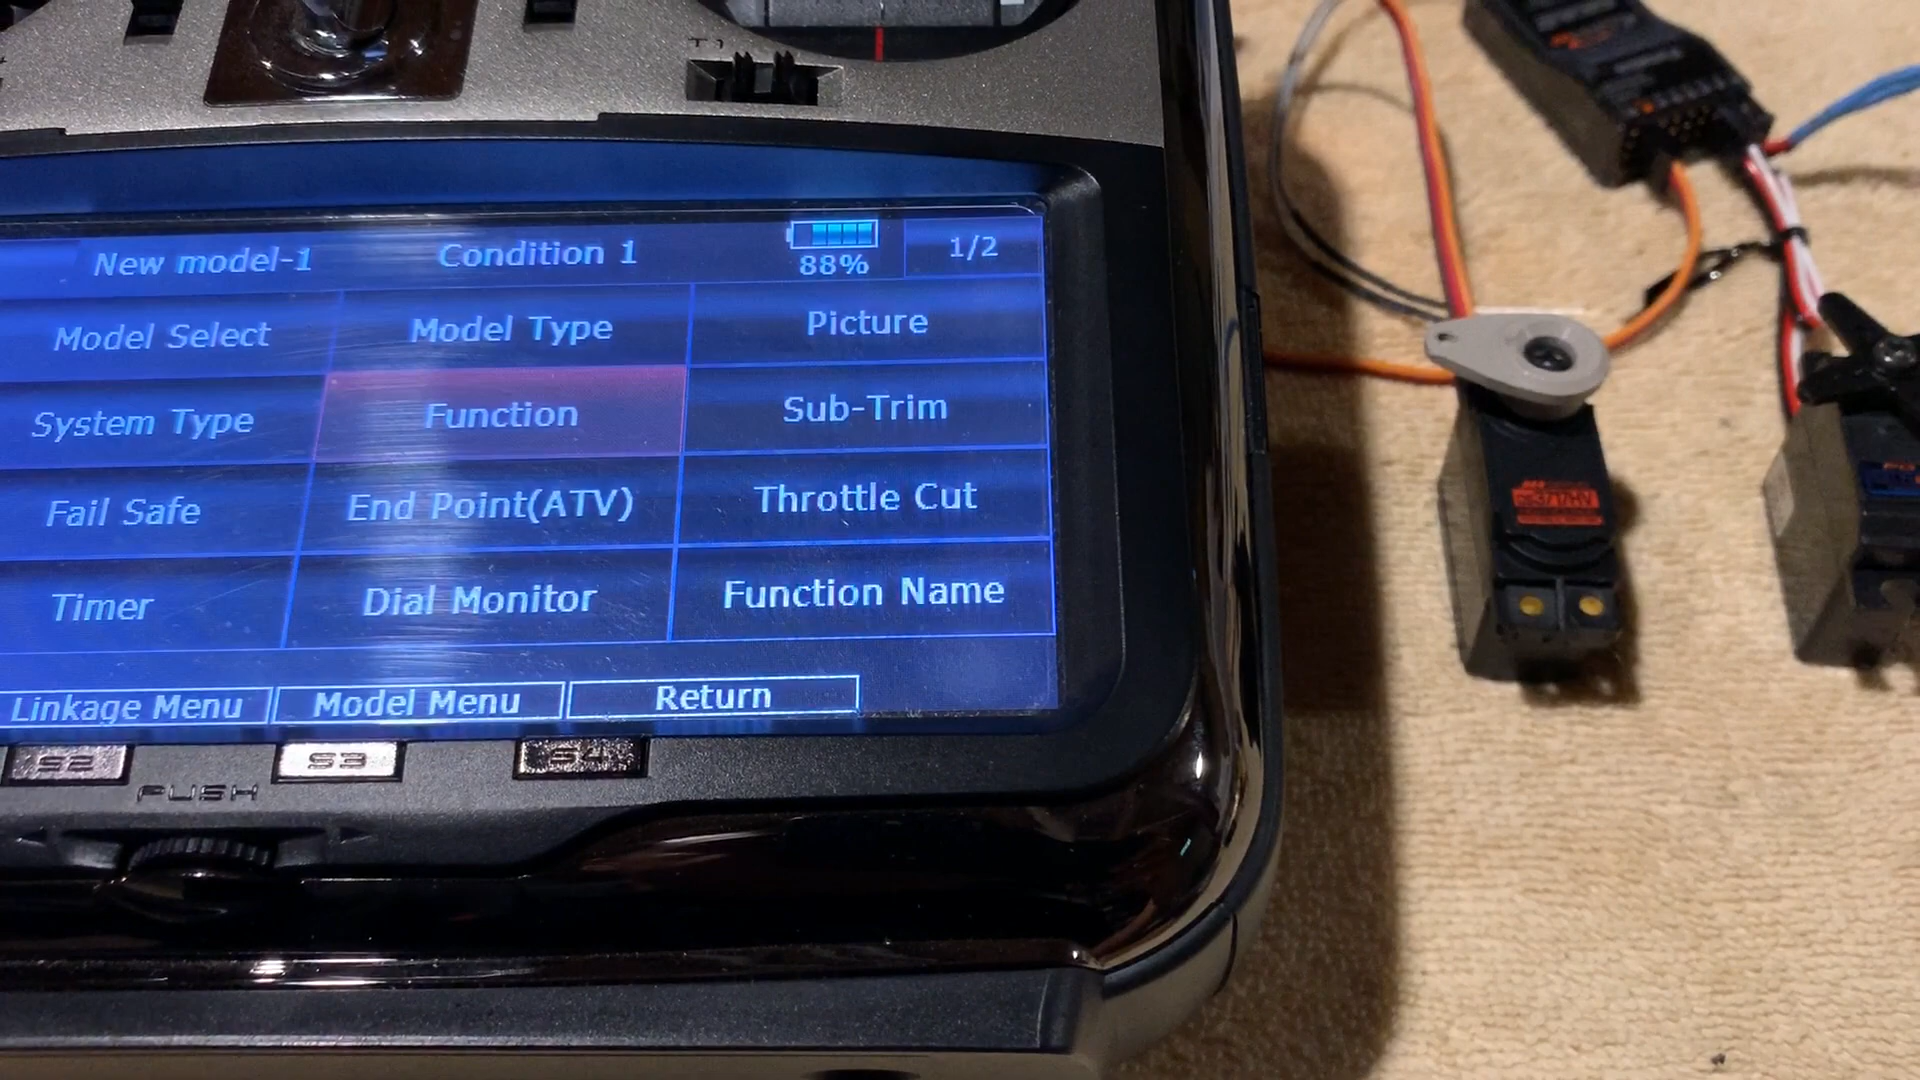 T1
New model-1 Condition 1 88% 1/2
Model Select Model Type Picture
System Type Function Sub-Trim
Fail Safe End Point(ATV) Throttle Cut
Timer Dial Monitor Function Name
Linkage Menu Model Menu Return
S2 S3 S4
PUSH